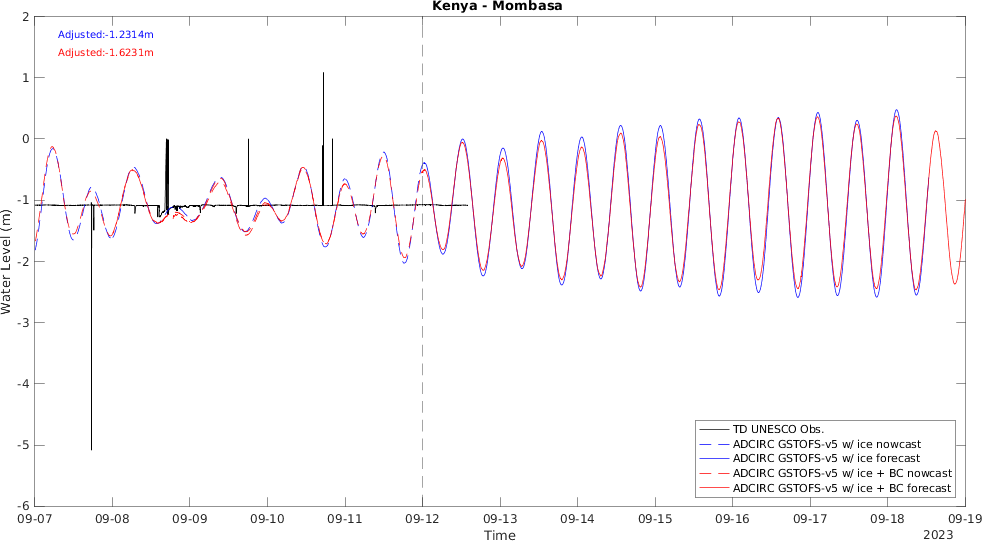 Kenya - Mombasa
Adjusted:-1.2314m
Adjusted:-1.6231m
2
1
0
-1
-2
-3
-4
-5
-6
Water Level (m)
TD UNESCO Obs.
ADCIRC GSTOFS-v5 w/ ice nowcast
ADCIRC GSTOFS-v5 w/ ice forecast
ADCIRC GSTOFS-v5 w/ ice + BC nowcast
ADCIRC GSTOFS-v5 w/ ice + BC forecast
09-07 09-08 09-09 09-10 09-11 09-12 09-13 09-14 09-15 09-16 09-17 09-18 09-19
Time
2023